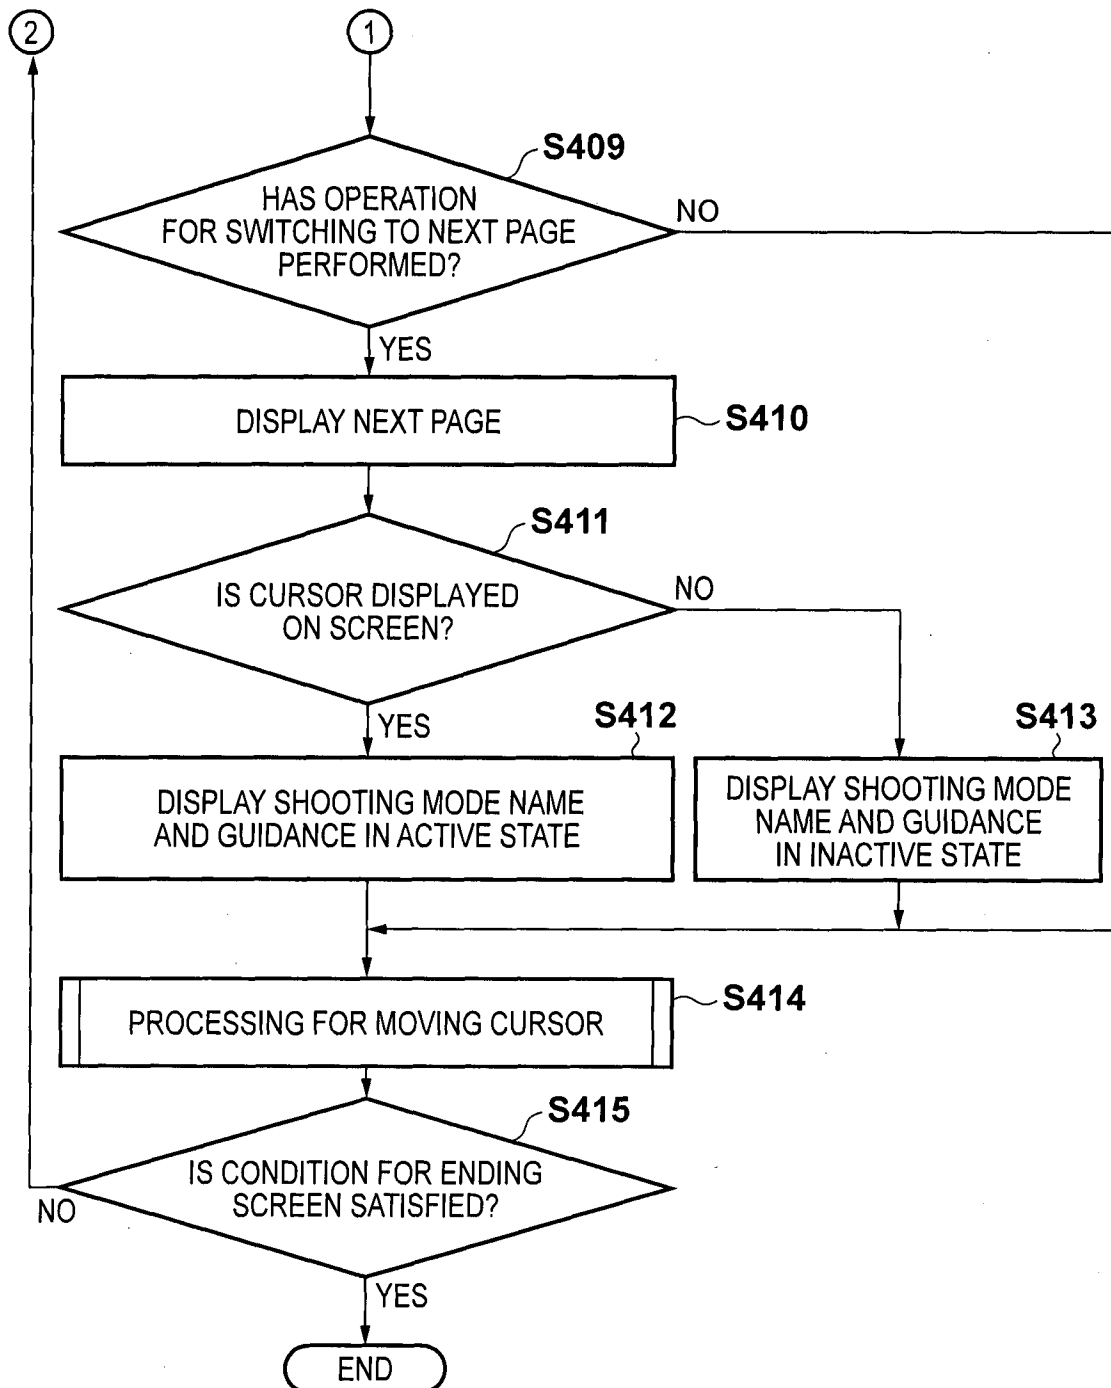 2
1
S409
HAS OPERATION
FOR SWITCHING TO NEXT PAGE
PERFORMED?
NO
YES
DISPLAY NEXT PAGE
S410
S411
IS CURSOR DISPLAYED
ON SCREEN?
NO
YES
S412
S413
DISPLAY SHOOTING MODE NAME
AND GUIDANCE IN ACTIVE STATE
DISPLAY SHOOTING MODE
NAME AND GUIDANCE
IN INACTIVE STATE
PROCESSING FOR MOVING CURSOR
S414
S415
IS CONDITION FOR ENDING
SCREEN SATISFIED?
NO
YES
END